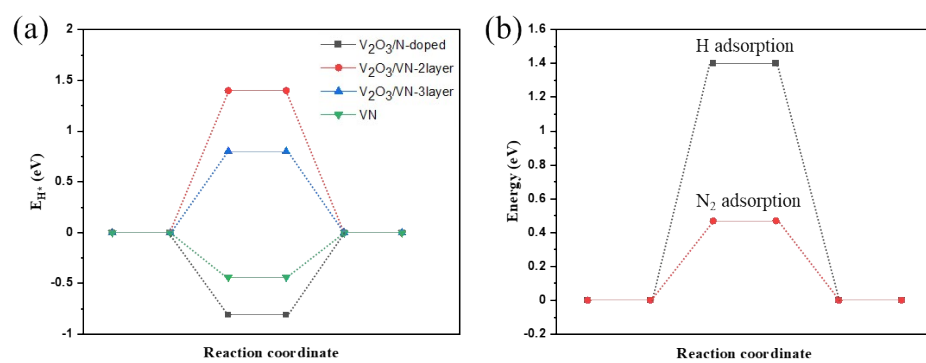 (a)
2
1.5
1
0.5
0
-0.5
-1
E_H* (eV)
V₂O₃/N-doped
V₂O₃/VN-2layer
V₂O₃/VN-3layer
VN
Reaction coordinate
(b)
1.6
1.4
1.2
1.0
0.8
0.6
0.4
0.2
0
-0.2
Energy (eV)
H adsorption
N₂ adsorption
Reaction coordinate